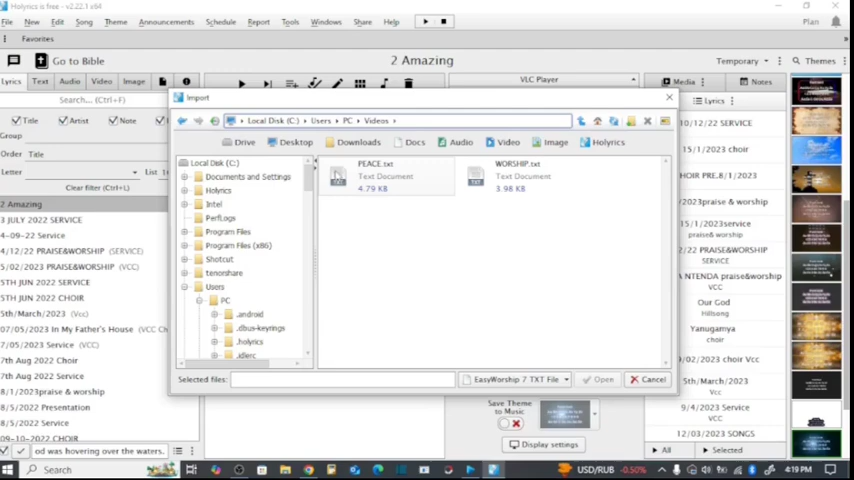 Holyrics is free - v2.22.1 x64
File New Edit Song Theme Announcements Schedule Report Tools Windows Share Help Plan
Favorites
Go to Bible 2 Amazing Temporary Themes
Lyrics Text Audio Video Image VLC Player Media Notes
Search... (Ctrl+F)
Title Artist Note
Group
Order Title
Letter List
Clear filter (Ctrl+L)
2 Amazing
3 JULY 2022 SERVICE
4-09-22 Service
4/12/22 PRAISE&WORSHIP (SERVICE)
5/02/2023 PRAISE&WORSHIP (VCC)
5TH JUN 2022 SERVICE
5TH JUN 2022 CHOIR
5th/March/2023 (Vcc)
07/05/2023 In My Father's House (VCC Ch
7/05/2023 Service (VCC)
7th Aug 2022 Choir
7th Aug 2022 Service
8/1/2023praise & worship
8/5/2022 Presentation
8/5/2022 Service
09-10-2022 CHOIR
od was hovering over the waters.
Import
Local Disk (C:) Users PC Videos
Drive Desktop Downloads Docs Audio Video Image Holyrics
Local Disk (C:)
Documents and Settings
Holyrics
Intel
PerfLogs
Program Files
Program Files (x86)
Shotcut
tenorshare
Users
PC
.android
.dbus-keyrings
.holyrics
.idlerc
PEACE.txt
Text Document
4.79 KB
WORSHIP.txt
Text Document
3.98 KB
Selected files: EasyWorship 7 TXT File Open Cancel
Save Theme
to Music
Display settings
Lyrics
10/12/22 SERVICE
15/1/2023 choir
CHOIR PRE.8/1/2023
/2023praise & worship
15/1/2023service
praise& worship
/2/22 PRAISE&WORSHIP
SERVICE
A NTENDA praise&worship
VCC
Our God
Hillsong
Yanugamya
choir
9/02/2023 choir Vcc
5th/March/2023
Vcc
9/4/2023 Service
Vcc
12/03/2023 SONGS
All Selected
Search USD/RUB -0.50% 4:19 PM